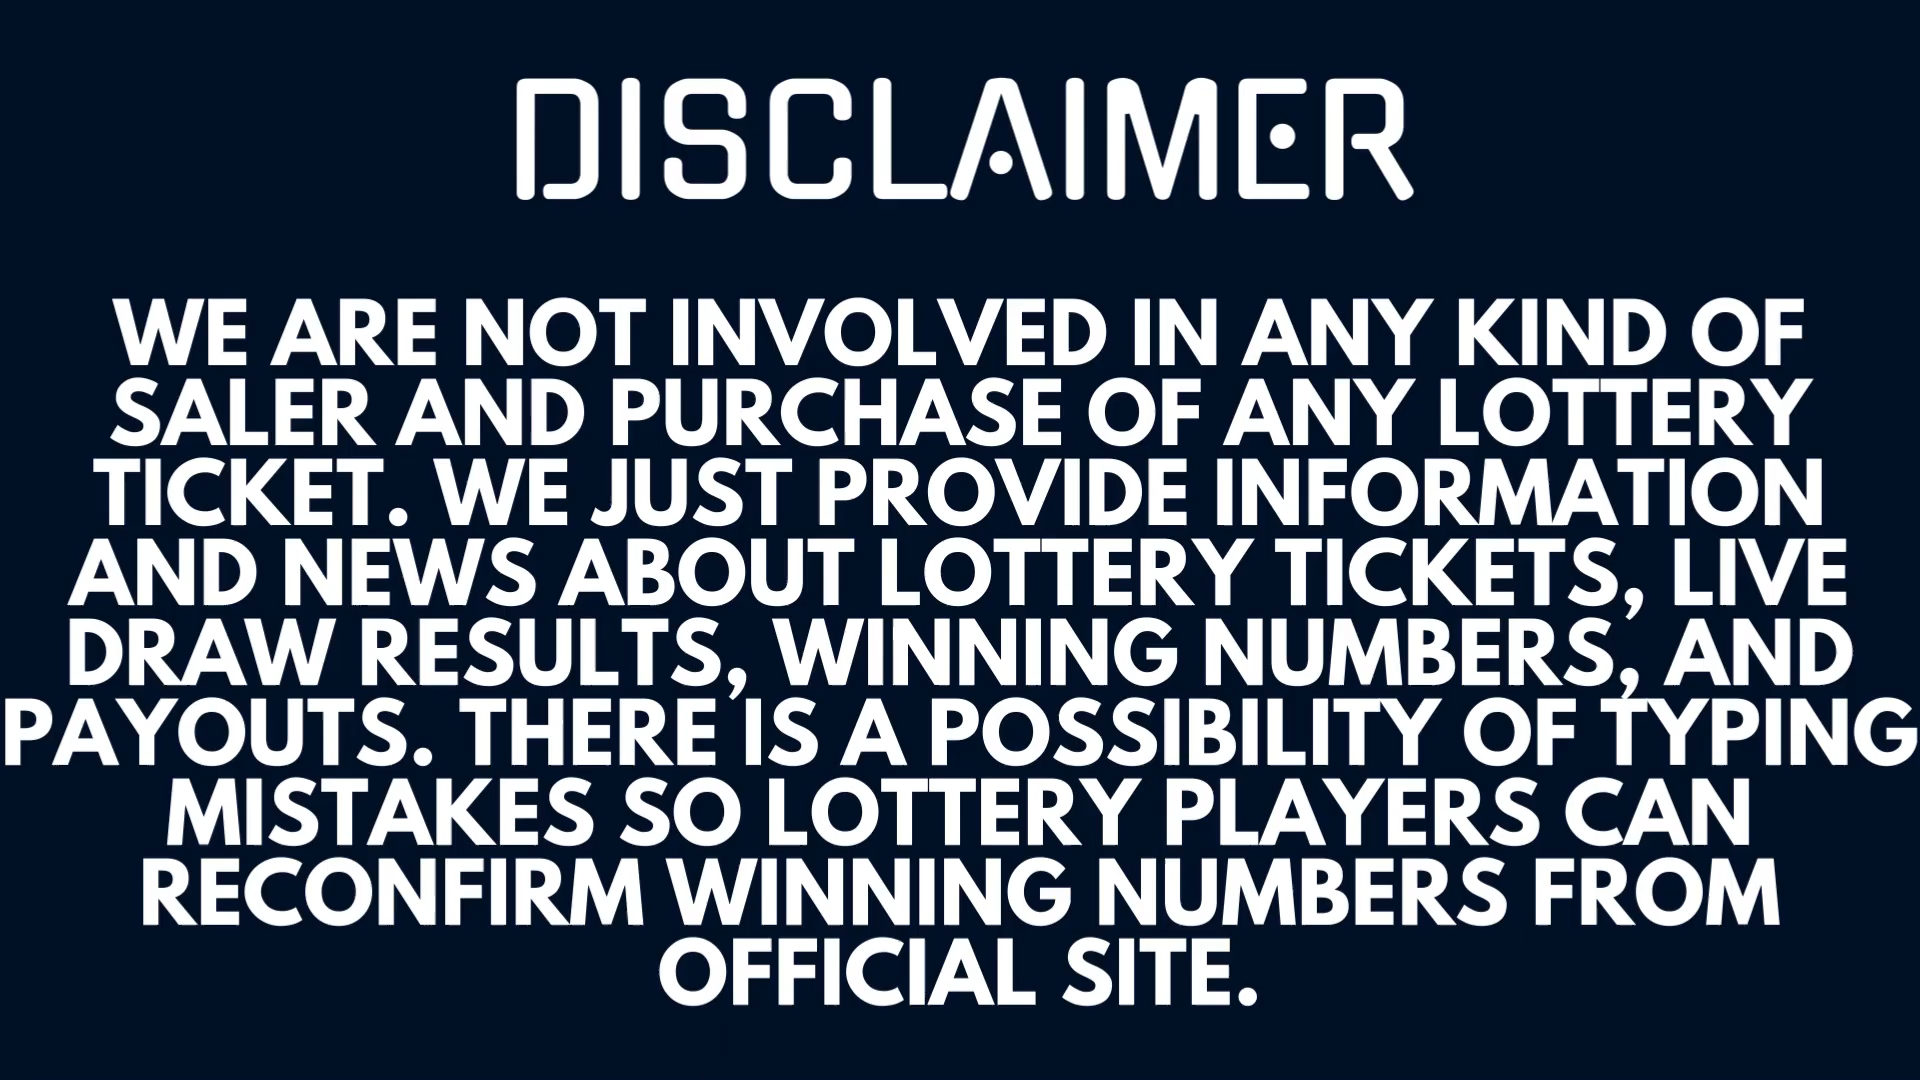 DISCLAIMER
WE ARE NOT INVOLVED IN ANY KIND OF
SALER AND PURCHASE OF ANY LOTTERY
TICKET. WE JUST PROVIDE INFORMATION
AND NEWS ABOUT LOTTERY TICKETS, LIVE
DRAW RESULTS, WINNING NUMBERS, AND
PAYOUTS. THERE IS A POSSIBILITY OF TYPING
MISTAKES SO LOTTERY PLAYERS CAN
RECONFIRM WINNING NUMBERS FROM
OFFICIAL SITE.